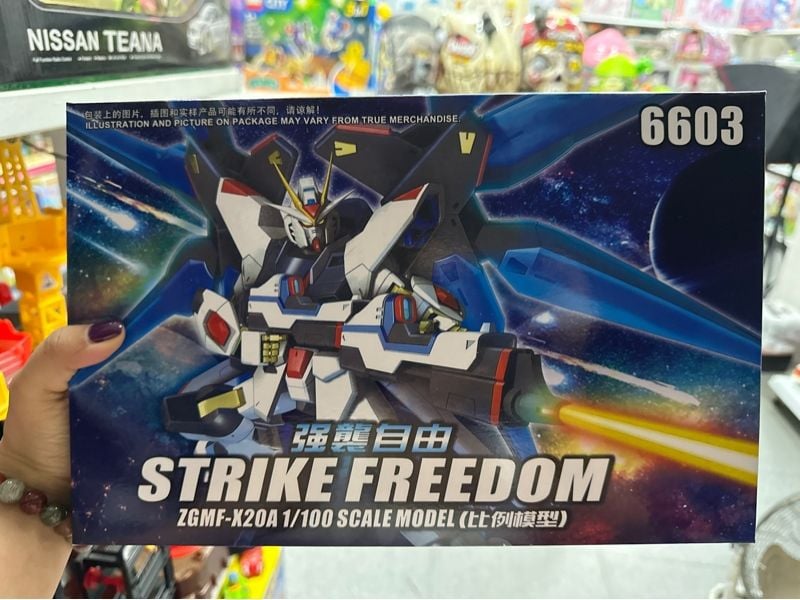 NISSAN TEANA
CITY
包装上的图片，插图和实样产品可能有所不同，请谅解！
ILLUSTRATION AND PICTURE ON PACKAGE MAY VARY FROM TRUE MERCHANDISE.
6603
强襲自由
STRIKE FREEDOM
ZGMF-X20A 1/100 SCALE MODEL (比例模型)